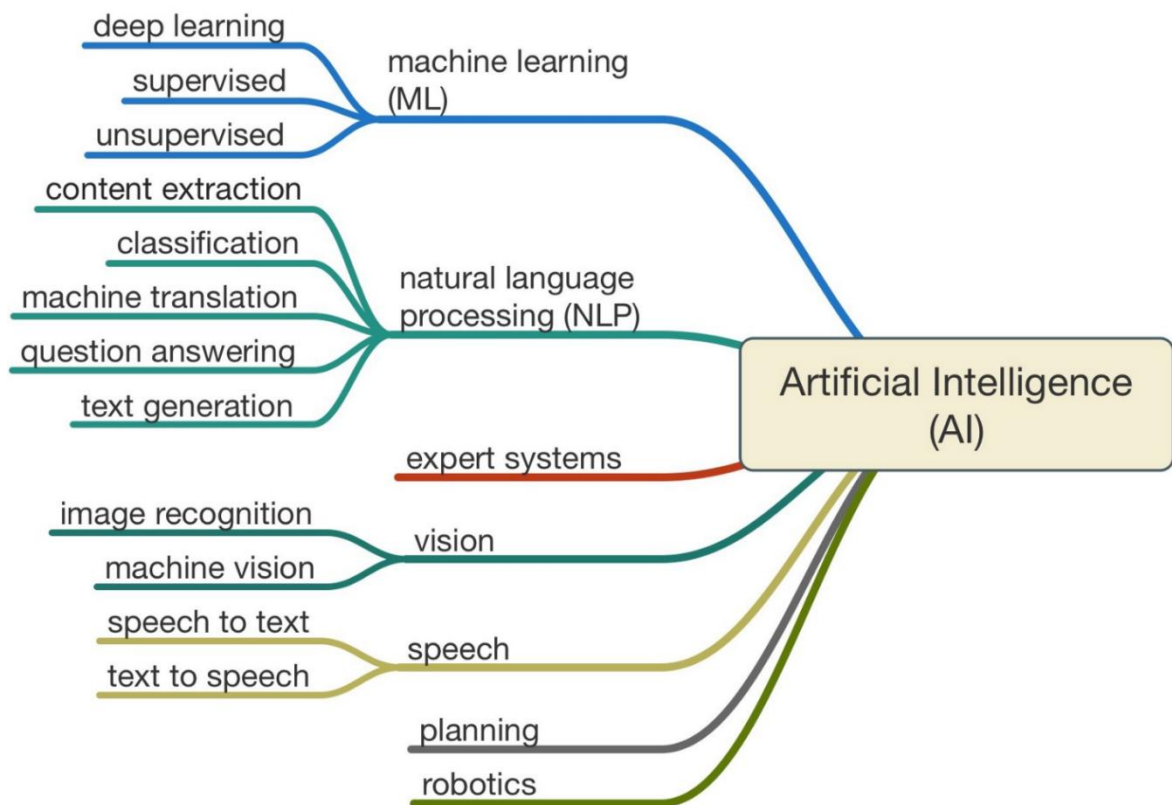 deep learning
supervised
unsupervised
machine learning
(ML)
content extraction
classification
machine translation
question answering
text generation
natural language
processing (NLP)
expert systems
image recognition
machine vision
vision
speech to text
text to speech
speech
planning
robotics
Artificial Intelligence
(AI)